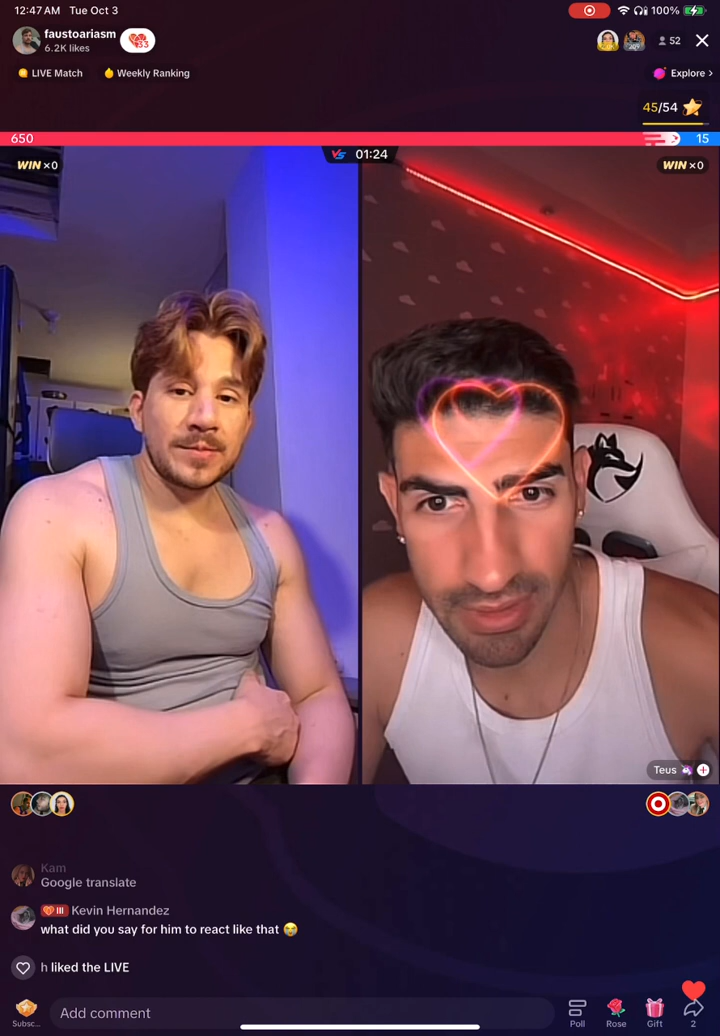 12:47 AM Tue Oct 3
100%
faustoariasm
6.2K likes
33
52
LIVE Match
Weekly Ranking
Explore >
45/54
650
15
WIN ×0
VS 01:24
WIN ×0
Teus
Kam
Google translate
III Kevin Hernandez
what did you say for him to react like that 😭
h liked the LIVE
Subsc...
Add comment
Poll
Rose
Gift
2